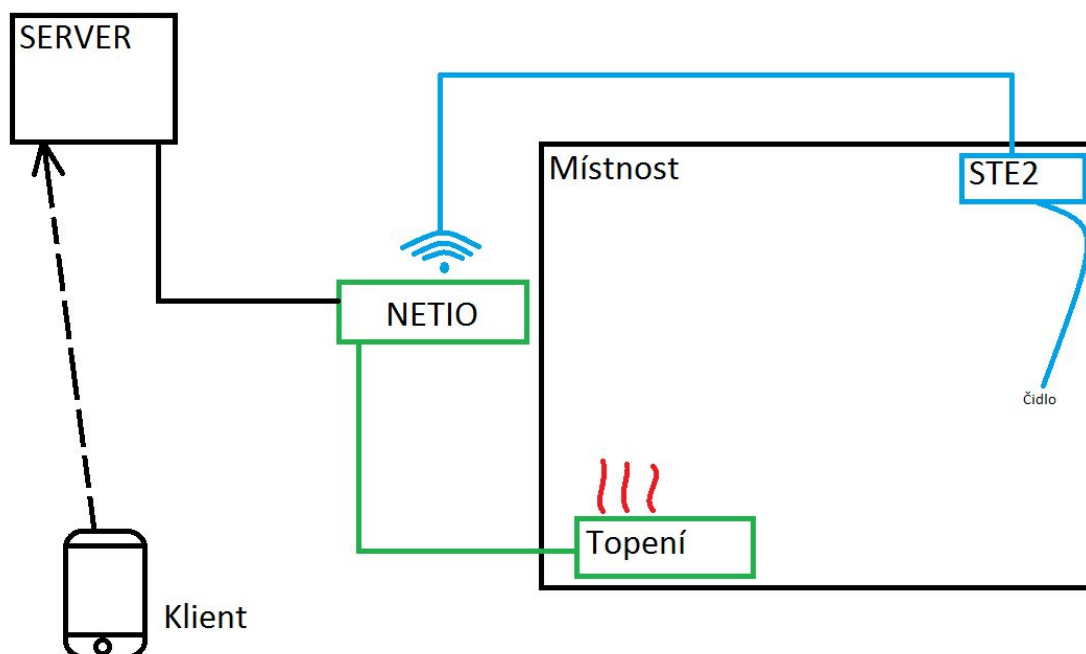 SERVER
Místnost
STE2
NETIO
Čidlo
Topení
Klient